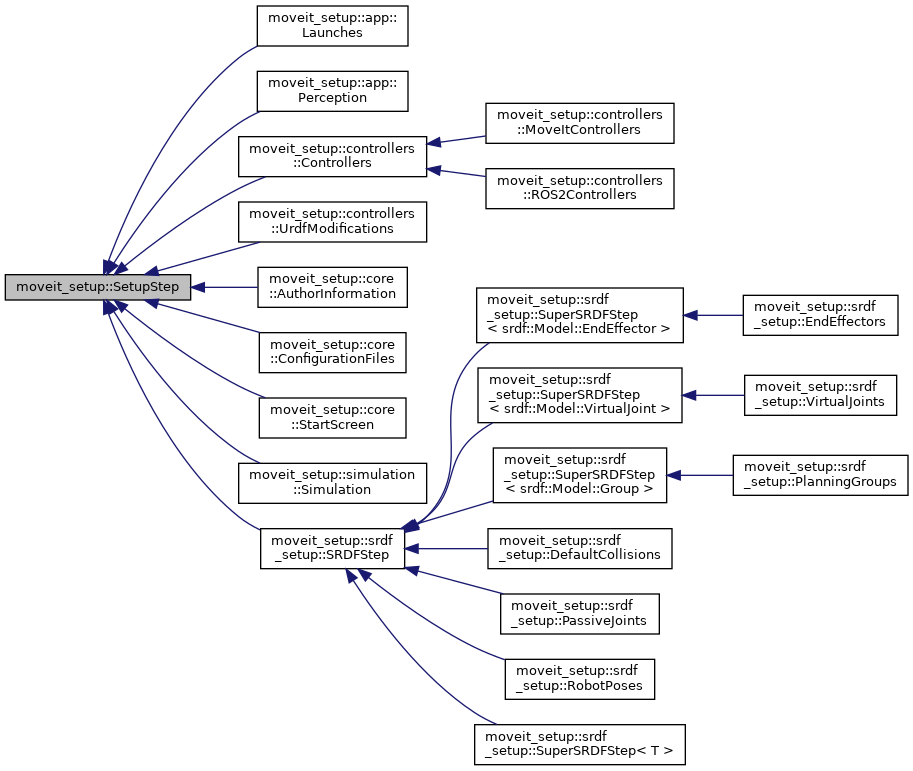 moveit_setup::app::
Launches
moveit_setup::app::
Perception
moveit_setup::controllers
::MoveItControllers
moveit_setup::controllers
::Controllers
moveit_setup::controllers
::ROS2Controllers
moveit_setup::controllers
::UrdfModifications
moveit_setup::SetupStep
moveit_setup::core
::AuthorInformation
moveit_setup::srdf
_setup::SuperSRDFStep
< srdf::Model::EndEffector >
moveit_setup::srdf
_setup::EndEffectors
moveit_setup::core
::ConfigurationFiles
moveit_setup::srdf
_setup::SuperSRDFStep
< srdf::Model::VirtualJoint >
moveit_setup::srdf
_setup::VirtualJoints
moveit_setup::core
::StartScreen
moveit_setup::srdf
_setup::SuperSRDFStep
< srdf::Model::Group >
moveit_setup::srdf
_setup::PlanningGroups
moveit_setup::simulation
::Simulation
moveit_setup::srdf
_setup::SRDFStep
moveit_setup::srdf
_setup::DefaultCollisions
moveit_setup::srdf
_setup::PassiveJoints
moveit_setup::srdf
_setup::RobotPoses
moveit_setup::srdf
_setup::SuperSRDFStep< T >